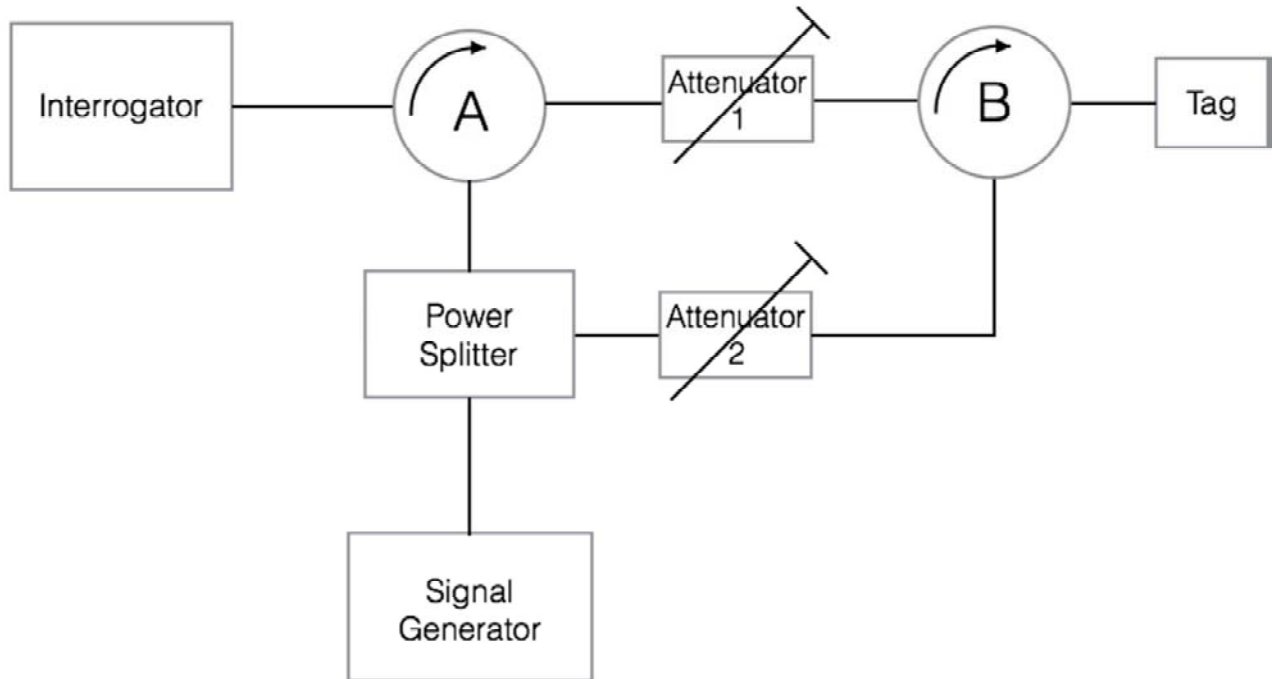 Interrogator
A
Attenuator
1
B
Tag
Power
Splitter
Attenuator
2
Signal
Generator